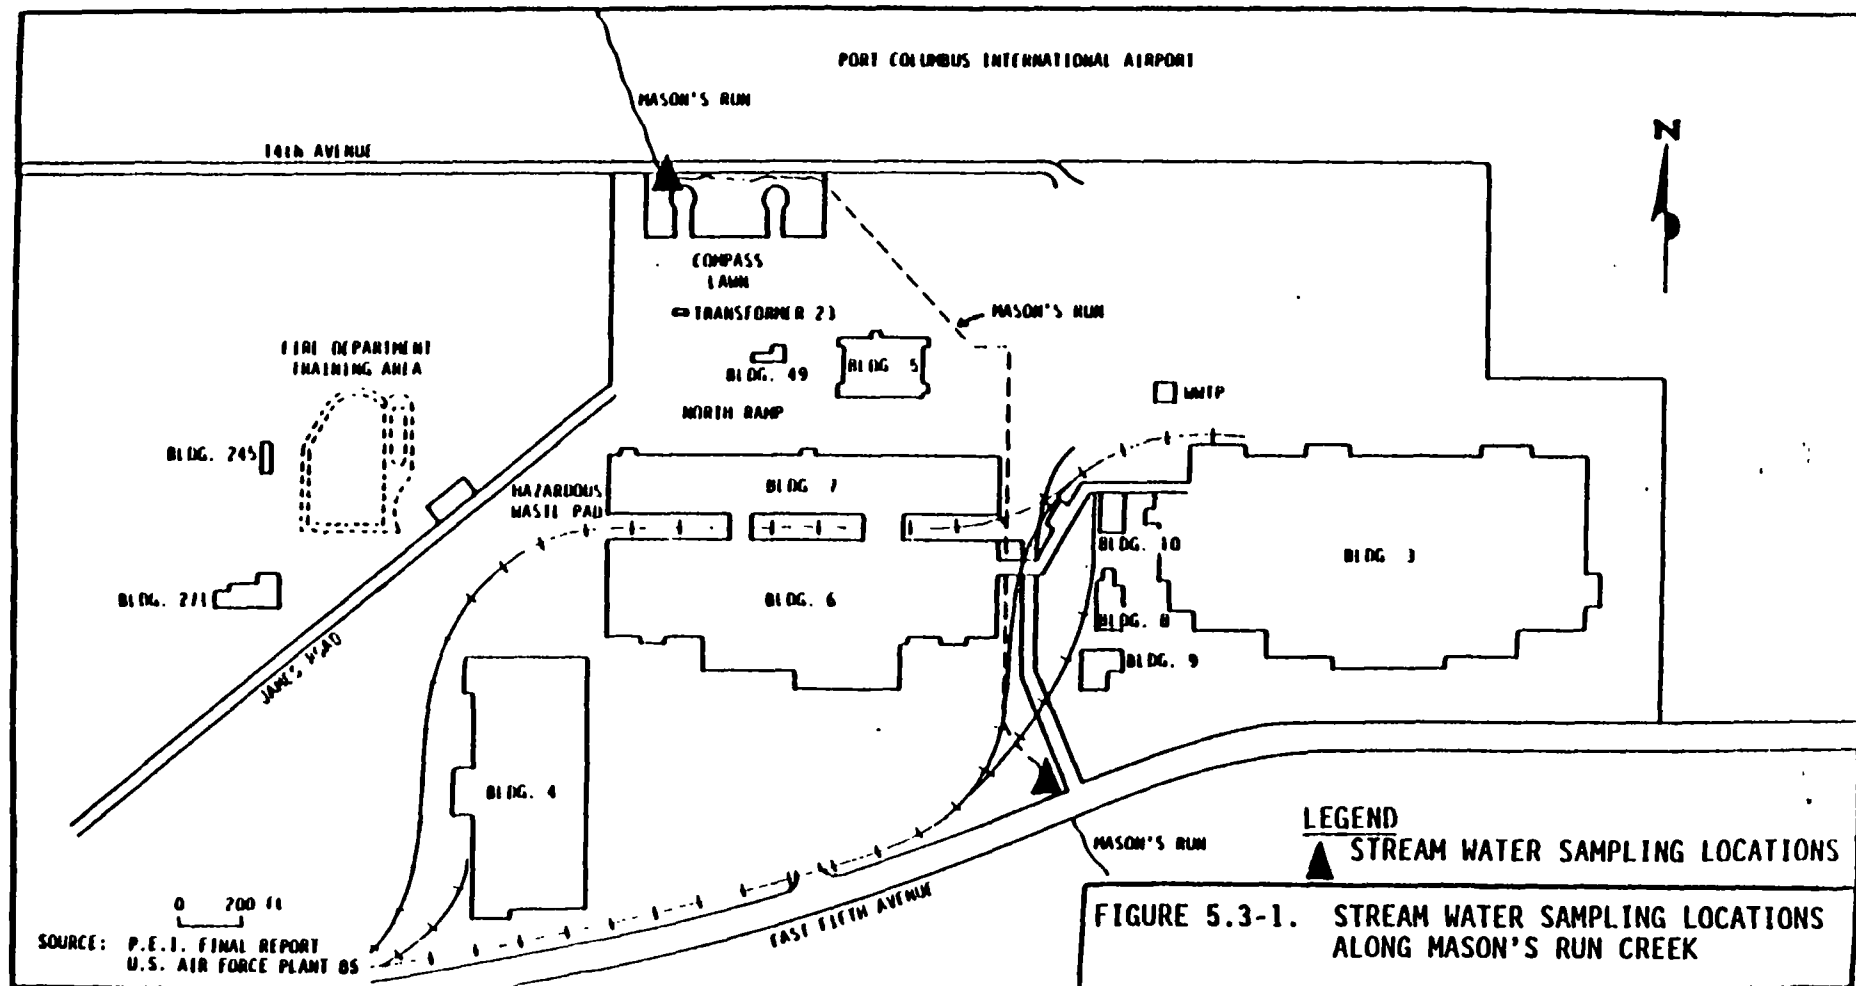 PORT COLUMBUS INTERNATIONAL AIRPORT
MASON'S RUN
N
14th AVENUE
COMPASS
LAWN
TRANSFORMER 23
MASON'S RUN
FIRE DEPARTMENT
TRAINING AREA
BLDG. 49
BLDG 5
WWTP
NORTH RAMP
BLDG. 245
HAZARDOUS
WASTE PAD
BLDG 7
BLDG. 10
BLDG 3
BLDG. 271
BLDG. 6
BLDG. 8
JAMES ROAD
BLDG. 9
BLDG. 4
MASON'S RUN
LEGEND
STREAM WATER SAMPLING LOCATIONS
0 200 ft
EAST FIFTH AVENUE
FIGURE 5.3-1. STREAM WATER SAMPLING LOCATIONS
ALONG MASON'S RUN CREEK
SOURCE: P.E.I. FINAL REPORT
U.S. AIR FORCE PLANT 85